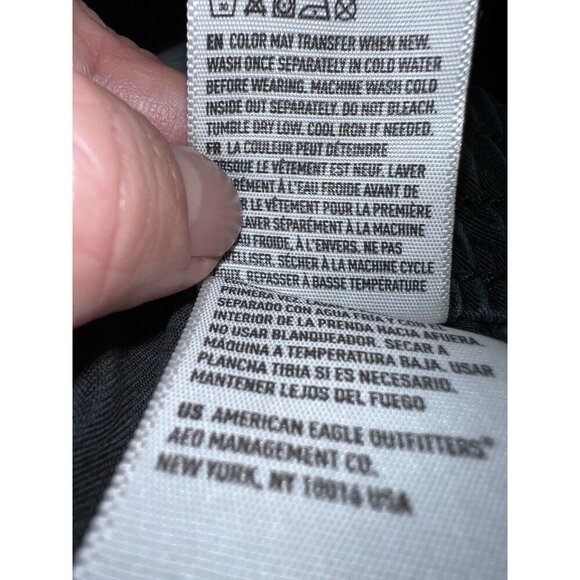 EN COLOR MAY TRANSFER WHEN NEW.
WASH ONCE SEPARATELY IN COLD WATER
BEFORE WEARING. MACHINE WASH COLD
INSIDE OUT SEPARATELY. DO NOT BLEACH.
TUMBLE DRY LOW. COOL IRON IF NEEDED.
FR LA COULEUR PEUT DÉTEINDRE
LE VÊTEMENT EST NEUF. LAVER
À L'EAU FROIDE AVANT DE
LE VÊTEMENT POUR LA PREMIÈRE
SÉPARÉMENT À LA MACHINE
FROIDE, À L'ENVERS. NE PAS
SÉCHER À LA MACHINE CYCLE
REPASSER À BASSE TEMPÉRATURE
PRIMERA VEZ.
SEPARADO CON AGUA FRÍA Y CON
INTERIOR DE LA PRENDA HACIA AFUERA
NO USAR BLANQUEADOR. SECAR A
MÁQUINA A TEMPERATURA BAJA. USAR
PLANCHA TIBIA SI ES NECESARIO.
MANTENER LEJOS DEL FUEGO
US AMERICAN EAGLE OUTFITTERS®
AEO MANAGEMENT CO.
NEW YORK, NY 10016 USA